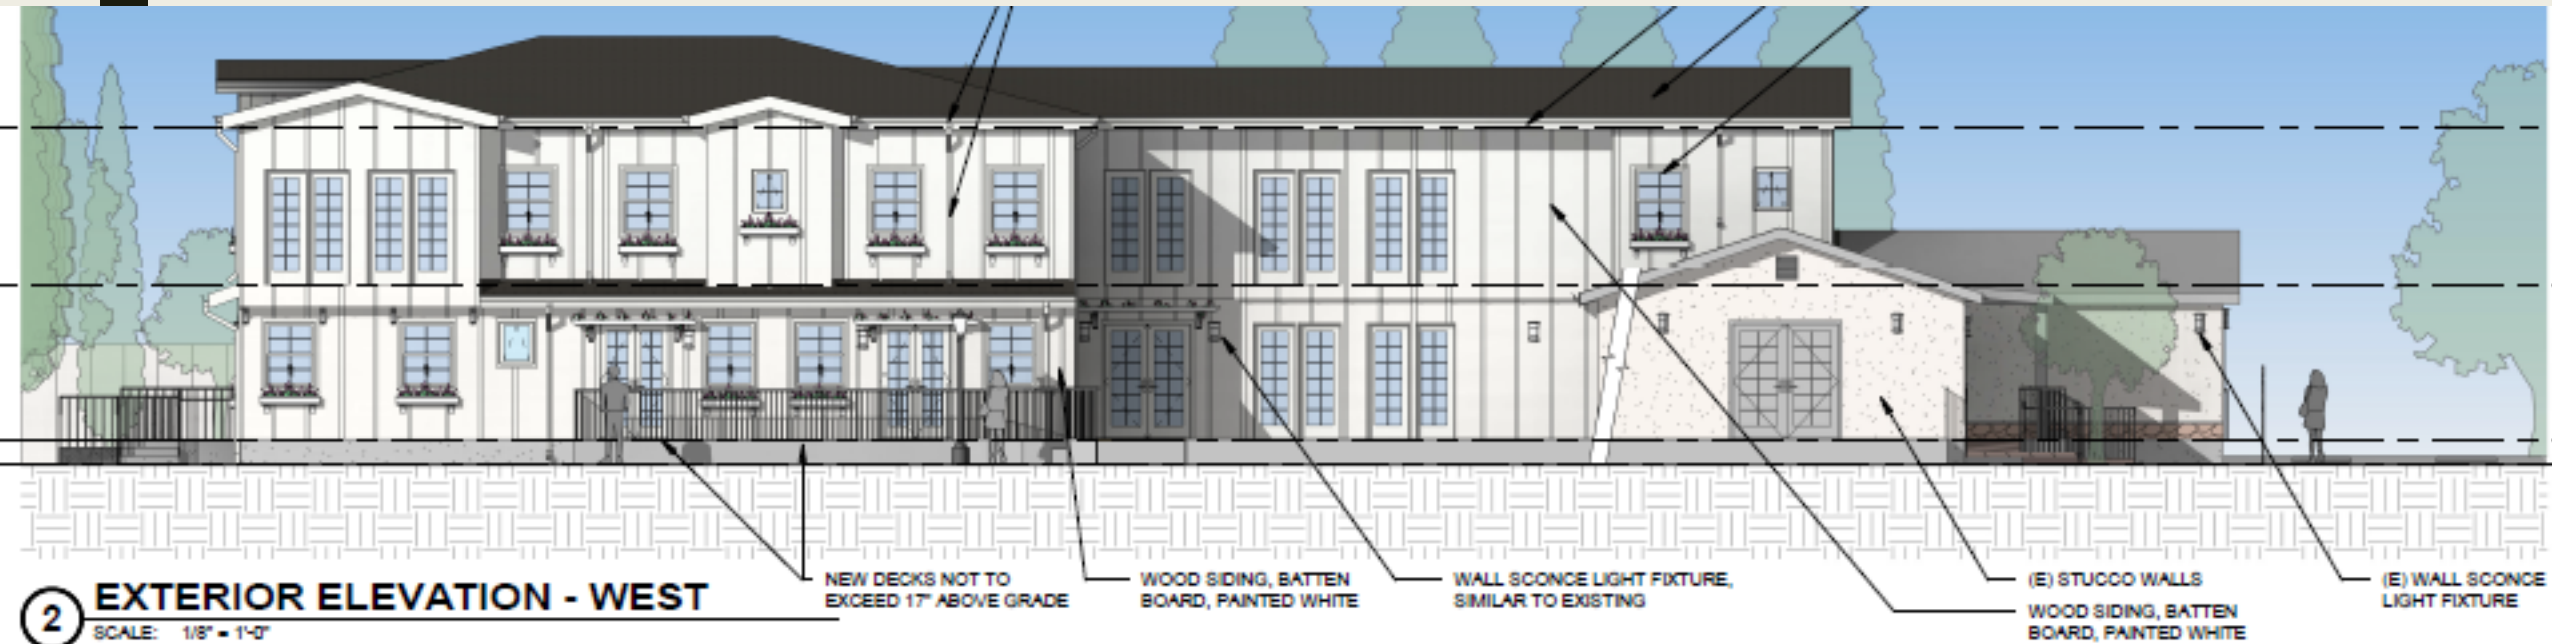 NEW DECKS NOT TO
EXCEED 17" ABOVE GRADE
WOOD SIDING, BATTEN
BOARD, PAINTED WHITE
WALL SCONCE LIGHT FIXTURE,
SIMILAR TO EXISTING
(E) STUCCO WALLS
WOOD SIDING, BATTEN
BOARD, PAINTED WHITE
(E) WALL SCONCE
LIGHT FIXTURE
2
EXTERIOR ELEVATION - WEST
SCALE: 1/8" = 1'-0"